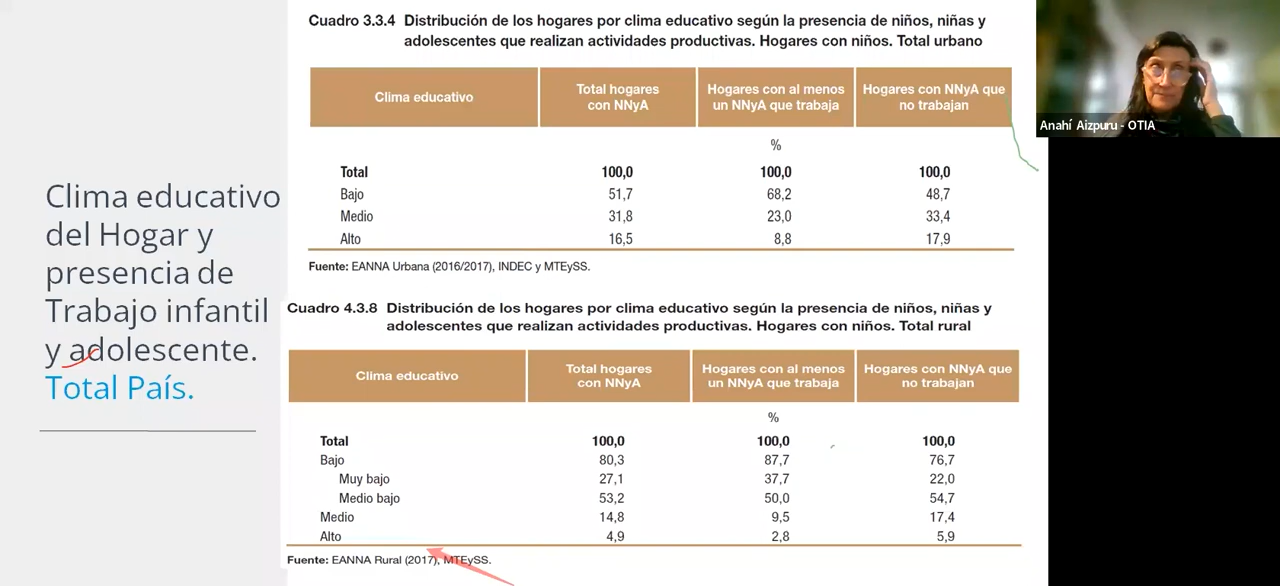 Clima educativo
del Hogar y
presencia de
Trabajo infantil
y adolescente.
Total País.
Cuadro 3.3.4 Distribución de los hogares por clima educativo según la presencia de niños, niñas y
adolescentes que realizan actividades productivas. Hogares con niños. Total urbano
Clima educativo
Total hogares
con NNyA
Hogares con al menos
un NNyA que trabaja
Hogares con NNyA que
no trabajan
%
Total 100,0 100,0 100,0
Bajo 51,7 68,2 48,7
Medio 31,8 23,0 33,4
Alto 16,5 8,8 17,9
Fuente: EANNA Urbana (2016/2017), INDEC y MTEySS.
Cuadro 4.3.8 Distribución de los hogares por clima educativo según la presencia de niños, niñas y
adolescentes que realizan actividades productivas. Hogares con niños. Total rural
Clima educativo
Total hogares
con NNyA
Hogares con al menos
un NNyA que trabaja
Hogares con NNyA que
no trabajan
%
Total 100,0 100,0 100,0
Bajo 80,3 87,7 76,7
Muy bajo 27,1 37,7 22,0
Medio bajo 53,2 50,0 54,7
Medio 14,8 9,5 17,4
Alto 4,9 2,8 5,9
Fuente: EANNA Rural (2017), MTEySS.
Anahí Aizpuru - OTIA